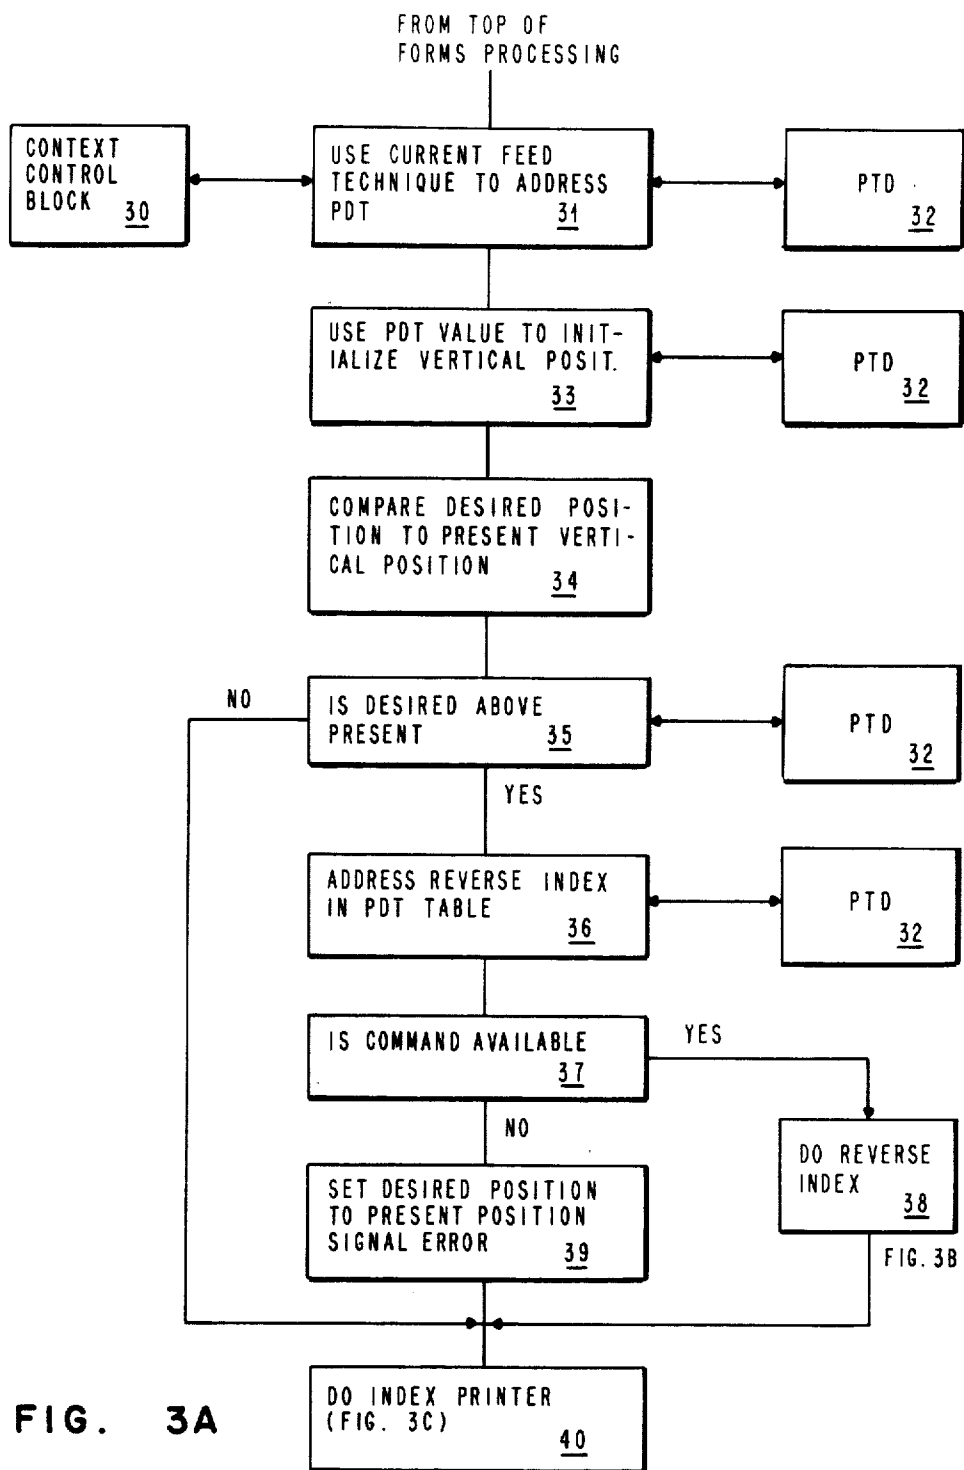 FROM TOP OF
FORMS PROCESSING
CONTEXT
CONTROL
BLOCK 30
USE CURRENT FEED
TECHNIQUE TO ADDRESS
PDT 31
PTD
32
USE PDT VALUE TO INIT-
IALIZE VERTICAL POSIT.
33
PTD
32
COMPARE DESIRED POSI-
TION TO PRESENT VERTI-
CAL POSITION 34
NO
IS DESIRED ABOVE
PRESENT 35
PTD
32
YES
ADDRESS REVERSE INDEX
IN PDT TABLE
36
PTD
32
IS COMMAND AVAILABLE
37
YES
NO
DO REVERSE
INDEX 38
FIG. 3B
SET DESIRED POSITION
TO PRESENT POSITION
SIGNAL ERROR 39
DO INDEX PRINTER
(FIG. 3C)
40
FIG. 3A